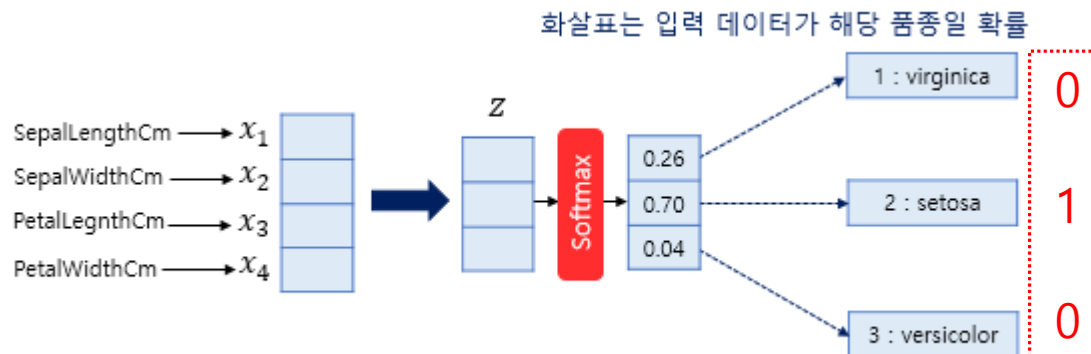 화살표는 입력 데이터가 해당 품종일 확률
SepalLengthCm x₁
SepalWidthCm x₂
PetalLegnthCm x₃
PetalWidthCm x₄
z
Softmax
0.26
0.70
0.04
1 : virginica
2 : setosa
3 : versicolor
0
1
0